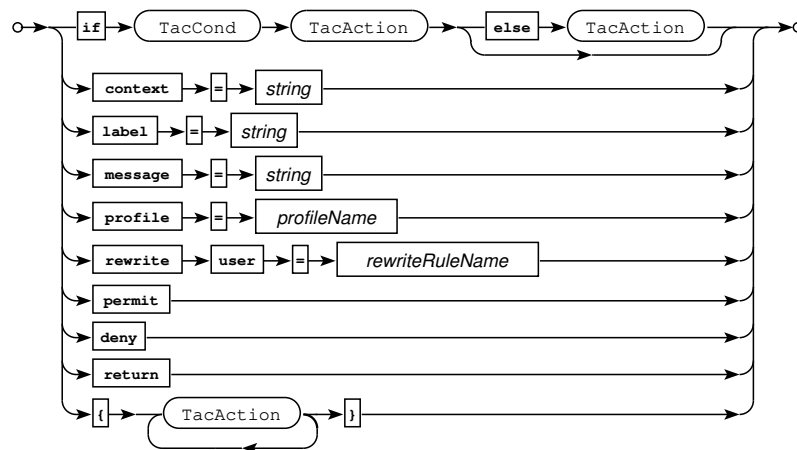 if TacCond TacAction else TacAction
context = string
label = string
message = string
profile = profileName
rewrite user = rewriteRuleName
permit
deny
return
{ TacAction }